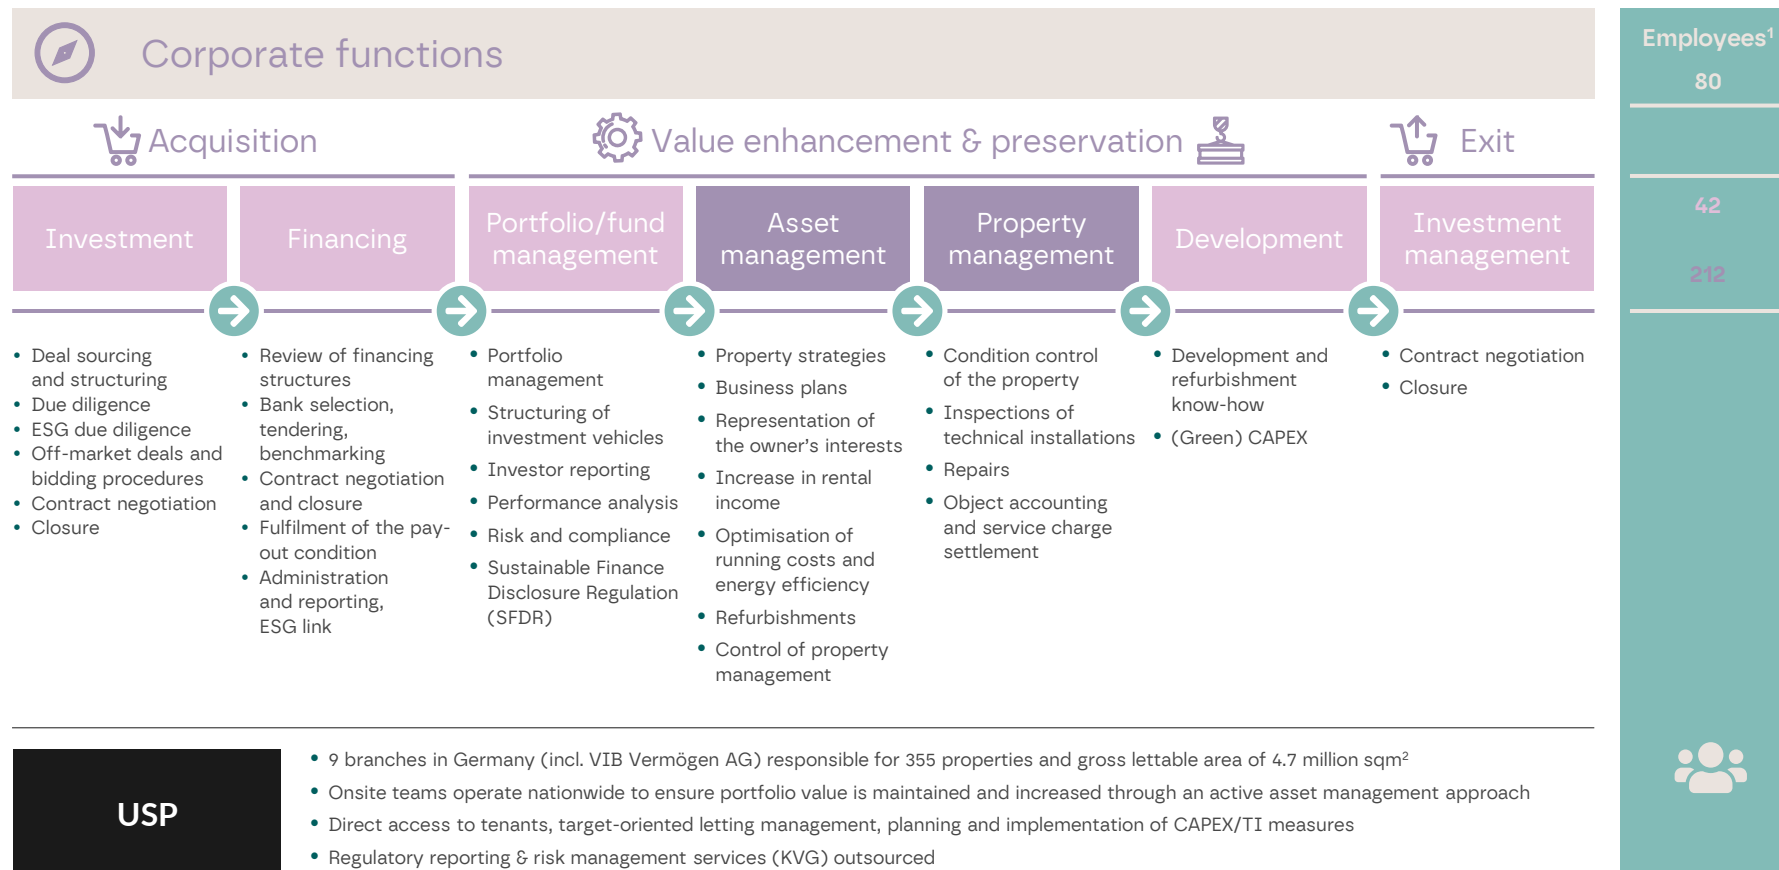 Corporate functions
Employees¹
80
Acquisition
Value enhancement & preservation
Exit
Investment
Financing
Portfolio/fund
management
Asset
management
Property
management
Development
Investment
management
42
212
• Deal sourcing
and structuring
• Due diligence
• ESG due diligence
• Off-market deals and
bidding procedures
• Contract negotiation
• Closure
• Review of financing
structures
• Bank selection,
tendering,
benchmarking
• Contract negotiation
and closure
• Fulfilment of the pay-
out condition
• Administration
and reporting,
ESG link
• Portfolio
management
• Structuring of
investment vehicles
• Investor reporting
• Performance analysis
• Risk and compliance
• Sustainable Finance
Disclosure Regulation
(SFDR)
• Property strategies
• Business plans
• Representation of
the owner's interests
• Increase in rental
income
• Optimisation of
running costs and
energy efficiency
• Refurbishments
• Control of property
management
• Condition control
of the property
• Inspections of
technical installations
• Repairs
• Object accounting
and service charge
settlement
• Development and
refurbishment
know-how
• (Green) CAPEX
• Contract negotiation
• Closure
USP
• 9 branches in Germany (incl. VIB Vermögen AG) responsible for 355 properties and gross lettable area of 4.7 million sqm²
• Onsite teams operate nationwide to ensure portfolio value is maintained and increased through an active asset management approach
• Direct access to tenants, target-oriented letting management, planning and implementation of CAPEX/TI measures
• Regulatory reporting & risk management services (KVG) outsourced